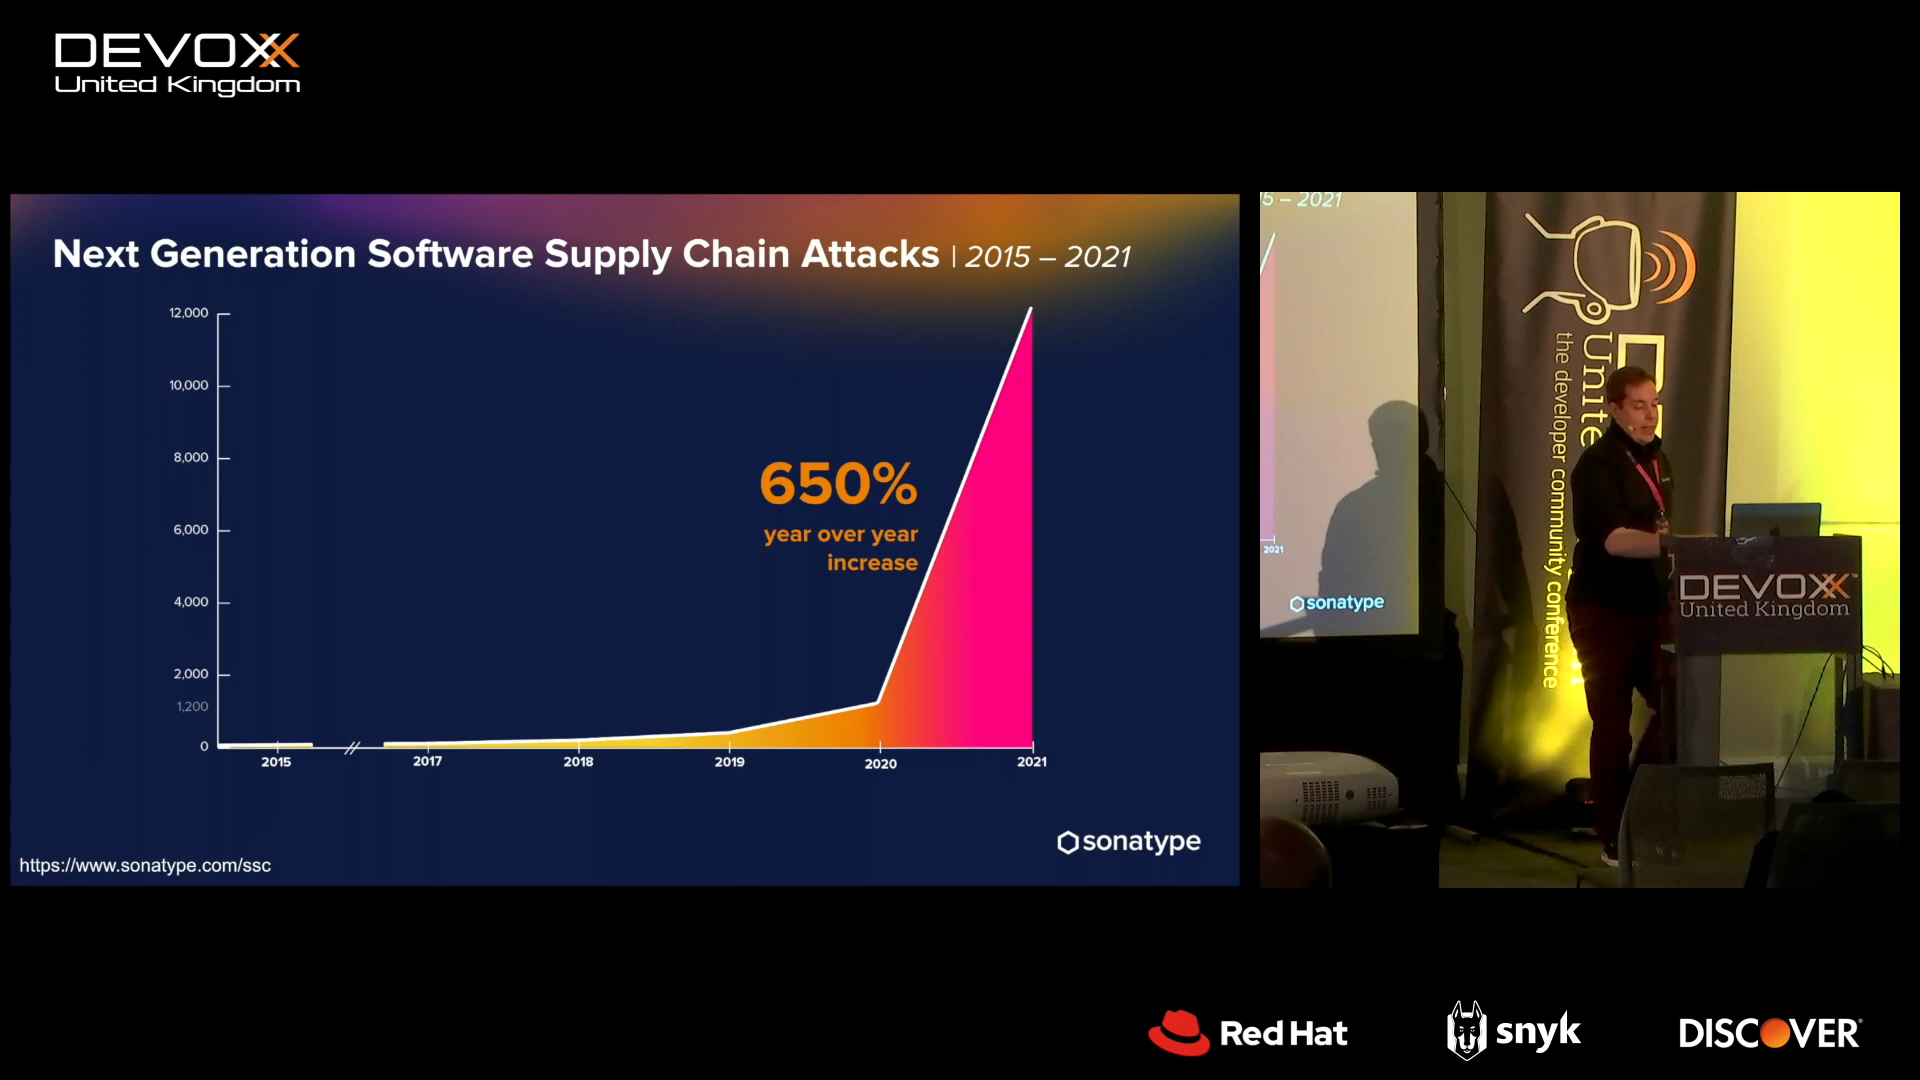 DEVOXX
United Kingdom
Next Generation Software Supply Chain Attacks | 2015 – 2021
12,000
10,000
8,000
6,000
4,000
2,000
1,200
0
650%
year over year
increase
2015
2017
2018
2019
2020
2021
sonatype
https://www.sonatype.com/ssc
5 – 2021
2021
sonatype
Unite
the developer community conference
DEVOXX™
United Kingdom
Red Hat
snyk
DISCOVER